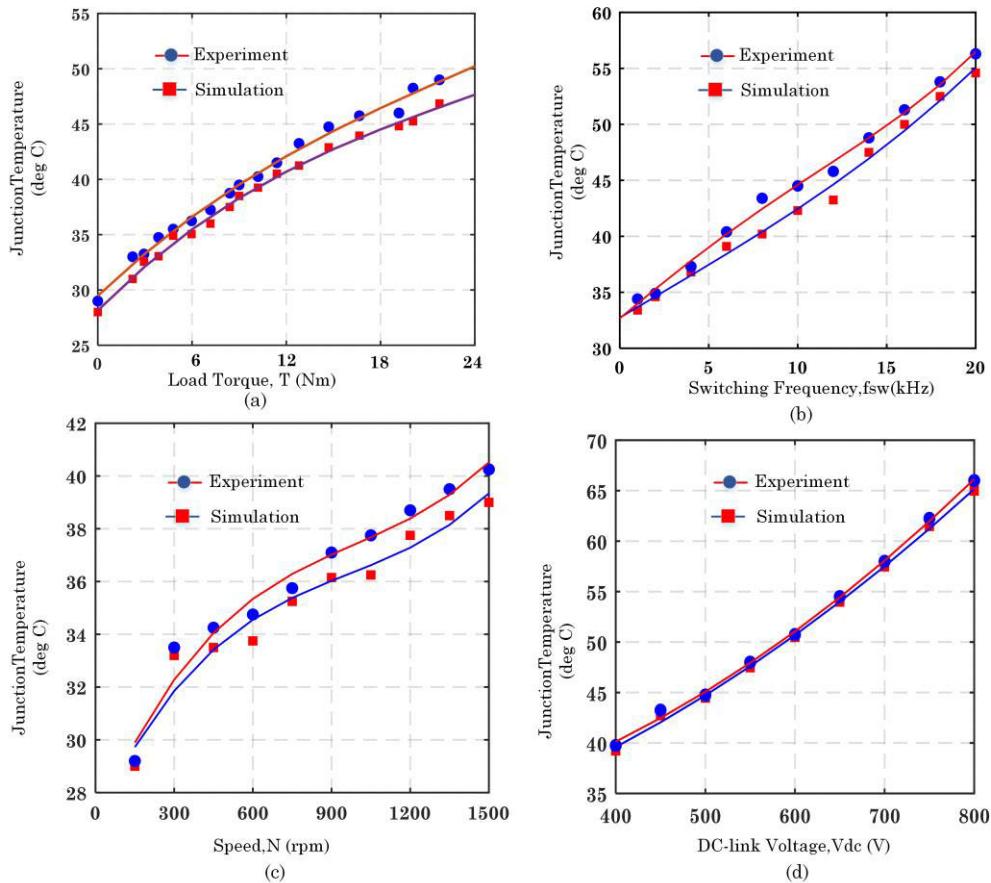 55
50
45
40
35
30
25
JunctionTemperature
(deg C)
Experiment
Simulation
0
6
12
18
24
Load Torque, T (Nm)
(a)
60
55
50
45
40
35
30
JunctionTemperature
(deg C)
Experiment
Simulation
0
5
10
15
20
Switching Frequency,fsw(kHz)
(b)
42
40
38
36
34
32
30
28
JunctionTemperature
(deg C)
Experiment
Simulation
0
300
600
900
1200
1500
Speed,N (rpm)
(c)
70
65
60
55
50
45
40
35
JunctionTemperature
(deg C)
Experiment
Simulation
400
500
600
700
800
DC-link Voltage,Vdc (V)
(d)